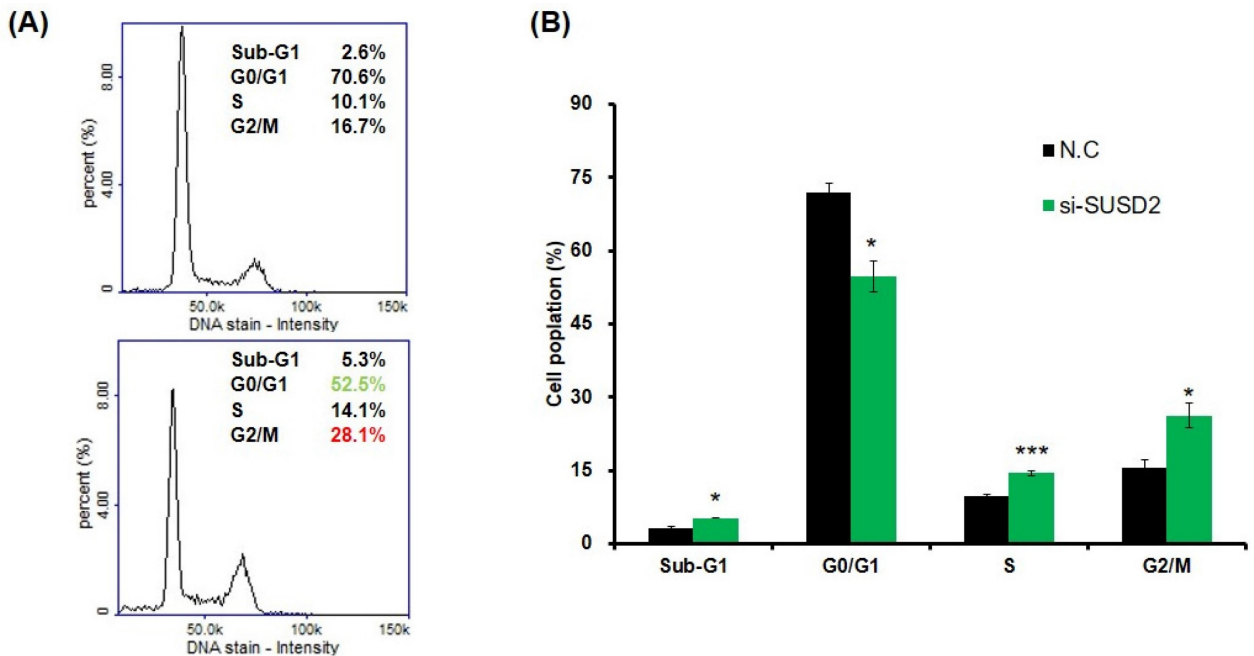 (A)
Sub-G1 2.6%
G0/G1 70.6%
S 10.1%
G2/M 16.7%
percent (%)
8.00
4.00
0
50.0k 100k 150k
DNA stain - Intensity
Sub-G1 5.3%
G0/G1 52.5%
S 14.1%
G2/M 28.1%
percent (%)
8.00
4.00
0
50.0k 100k 150k
DNA stain - Intensity
(B)
Cell poplation (%)
90
75
60
45
30
15
0
N.C
si-SUSD2
*
*
***
*
Sub-G1 G0/G1 S G2/M